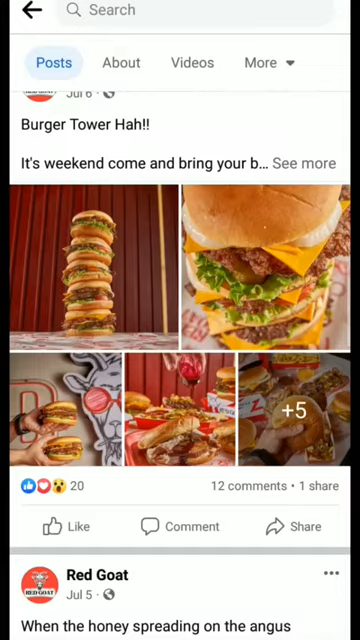 Search
Posts
About
Videos
More
Jul 6
Burger Tower Hah!!
It's weekend come and bring your b... See more
+5
20
12 comments • 1 share
Like
Comment
Share
RED GOAT
Red Goat
Jul 5
When the honey spreading on the angus